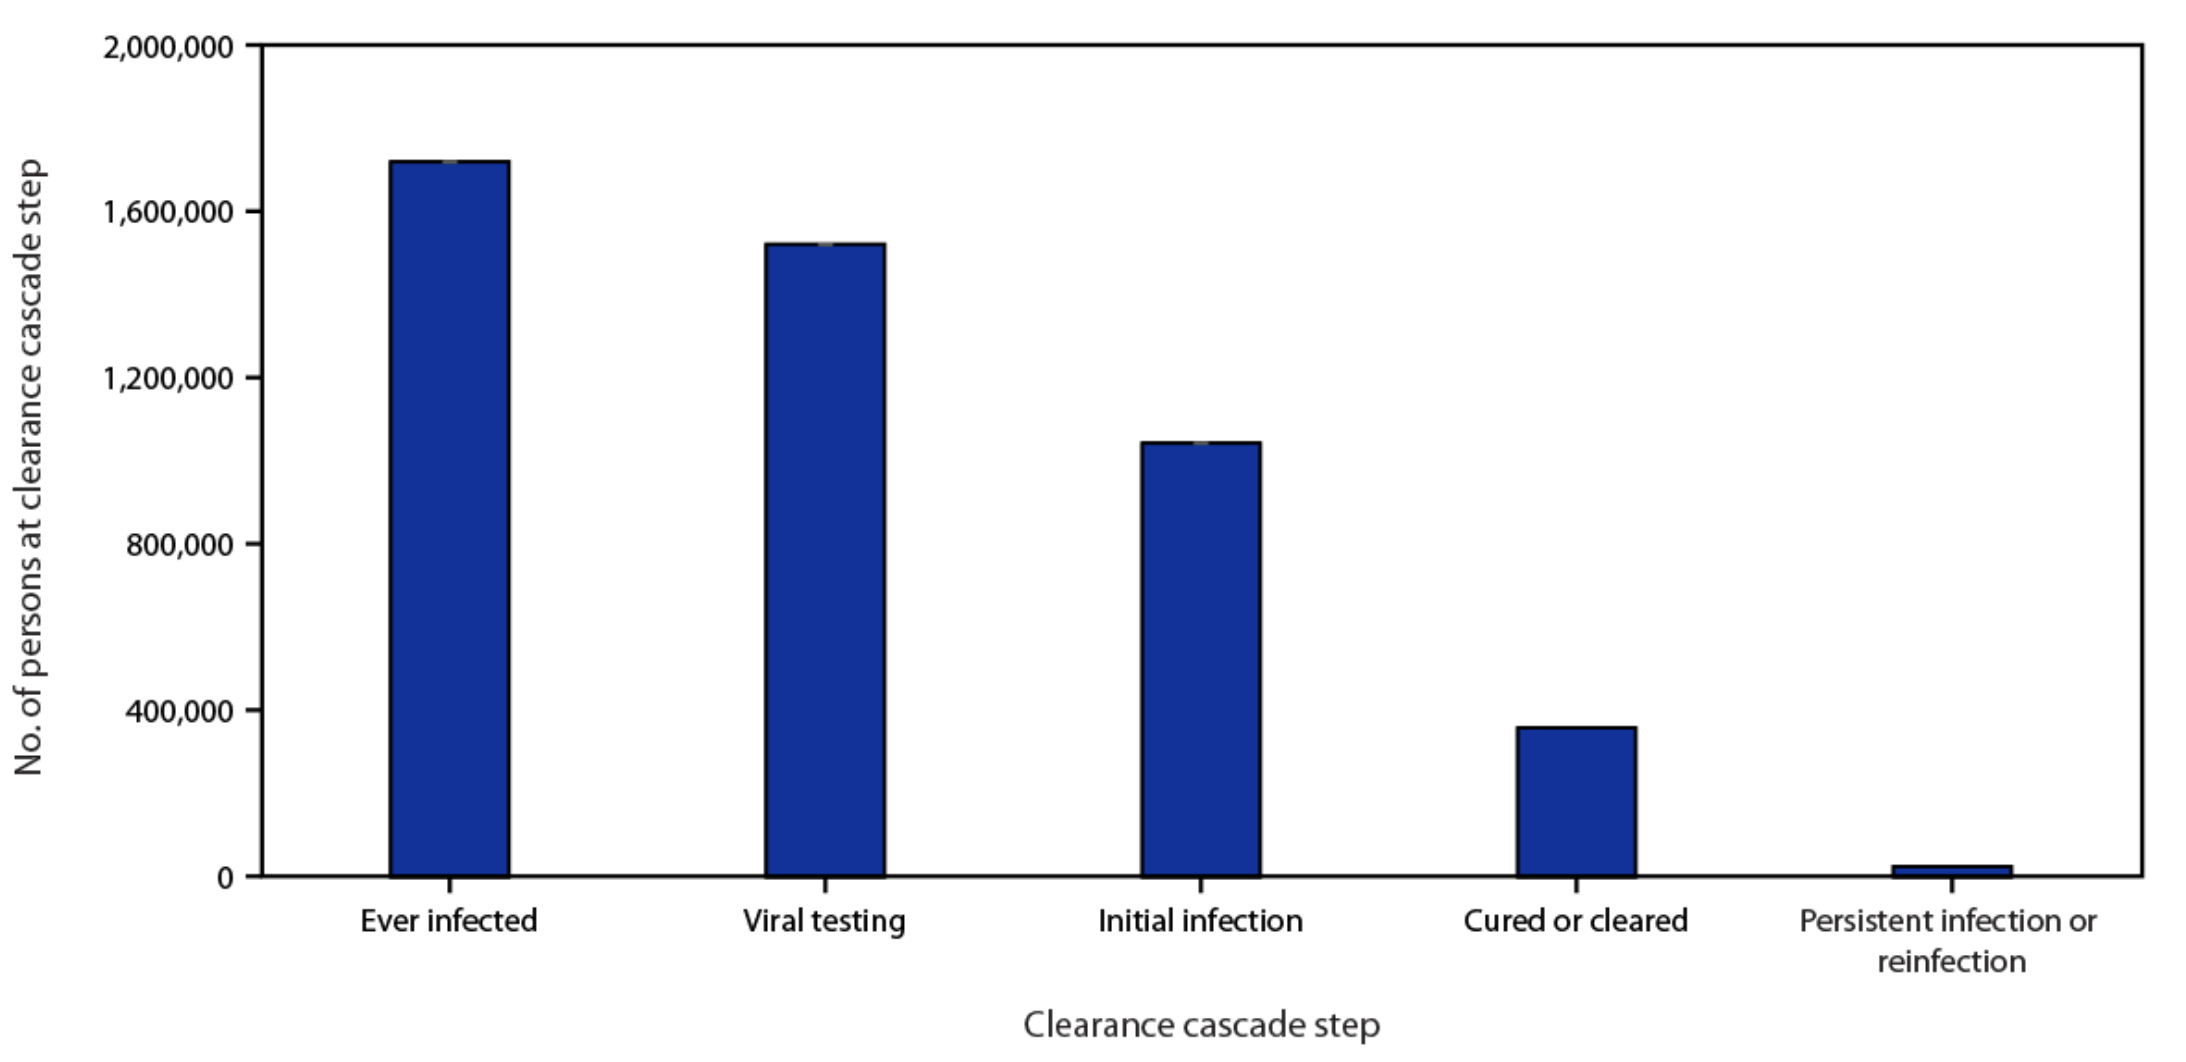 No. of persons at clearance cascade step
2,000,000
1,600,000
1,200,000
800,000
400,000
0
Ever infected
Viral testing
Initial infection
Cured or cleared
Persistent infection or
reinfection
Clearance cascade step